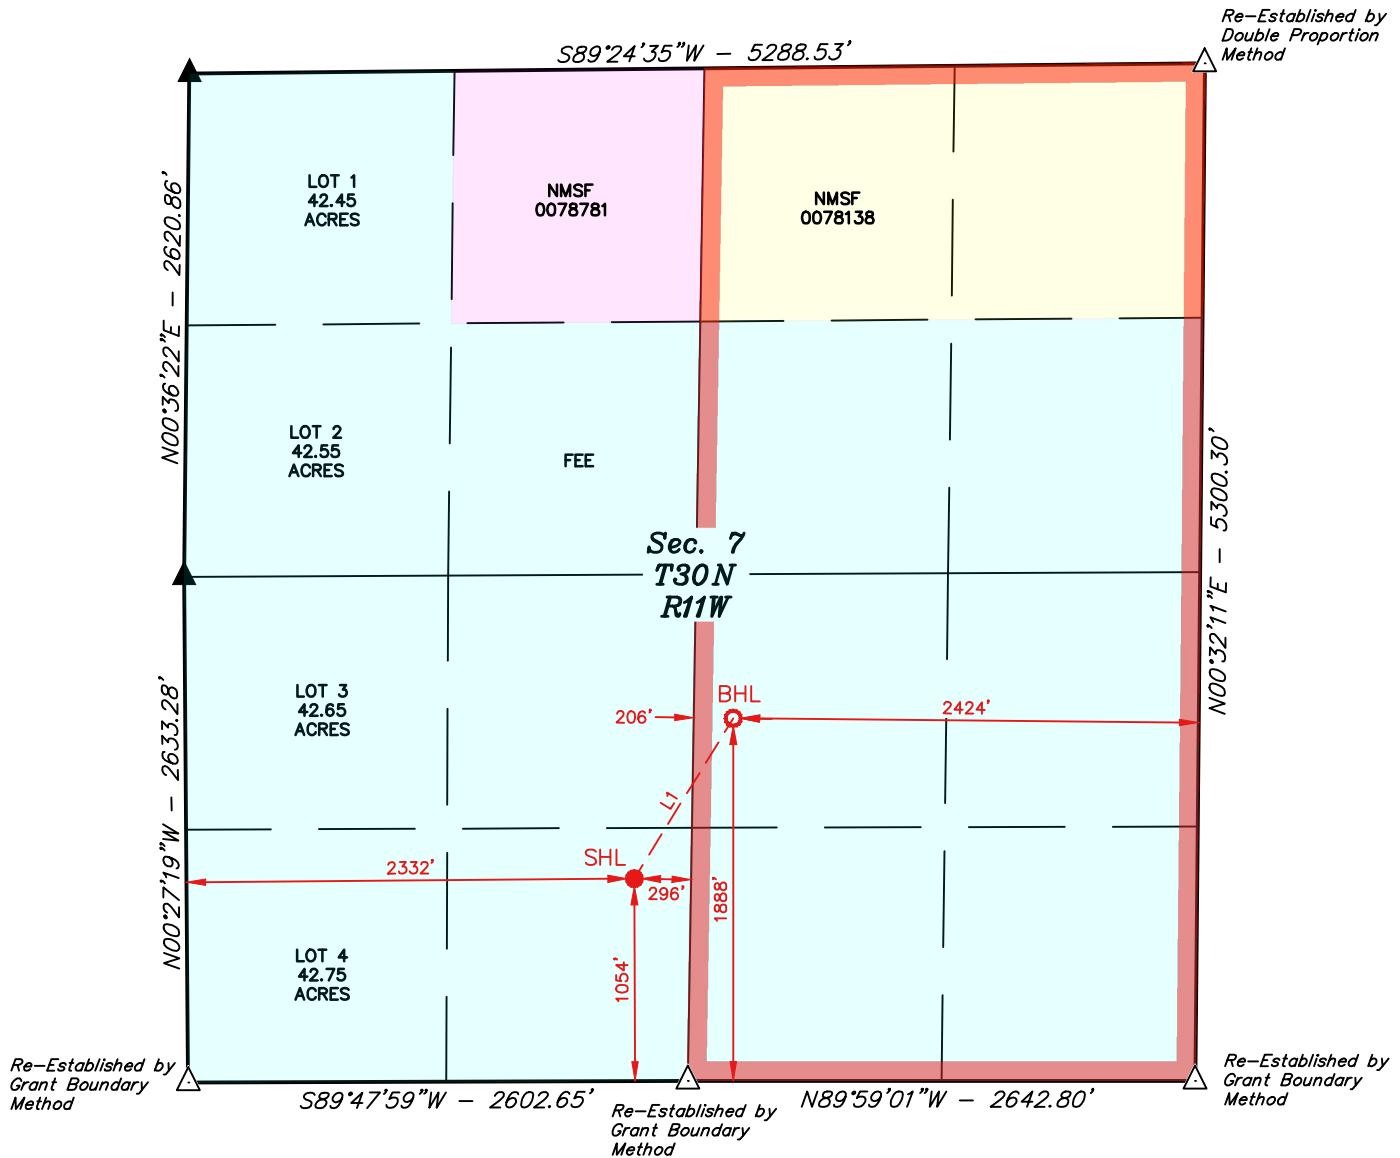 Re-Established by
Double Proportion
Method
S89°24'35"W - 5288.53'
N00°36'22"E - 2620.86'
LOT 1
42.45
ACRES
NMSF
0078781
NMSF
0078138
LOT 2
42.55
ACRES
FEE
N00°32'11"E - 5300.30'
Sec. 7
T30N
R11W
N00°27'19"W - 2633.28'
LOT 3
42.65
ACRES
BHL
206'
2424'
L1
SHL
2332'
296'
1888'
1054'
LOT 4
42.75
ACRES
Re-Established by
Grant Boundary
Method
S89°47'59"W - 2602.65'
Re-Established by
Grant Boundary
Method
N89°59'01"W - 2642.80'
Re-Established by
Grant Boundary
Method